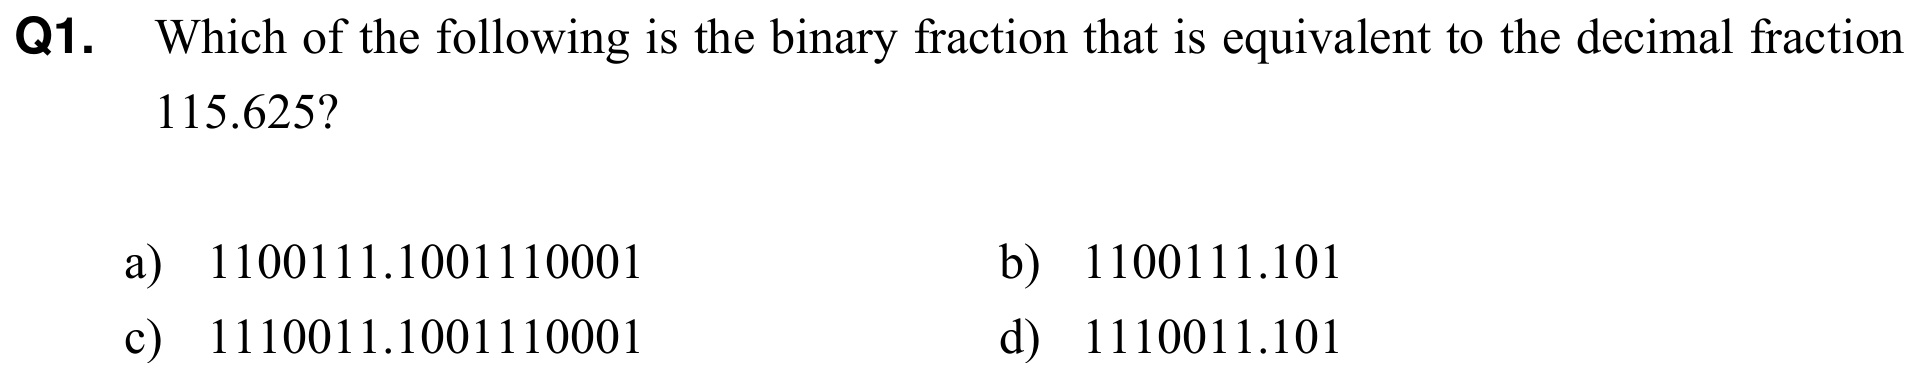 Q1. Which of the following is the binary fraction that is equivalent to the decimal fraction
115.625?
a) 1100111.1001110001 b) 1100111.101
c) 1110011.1001110001 d) 1110011.101